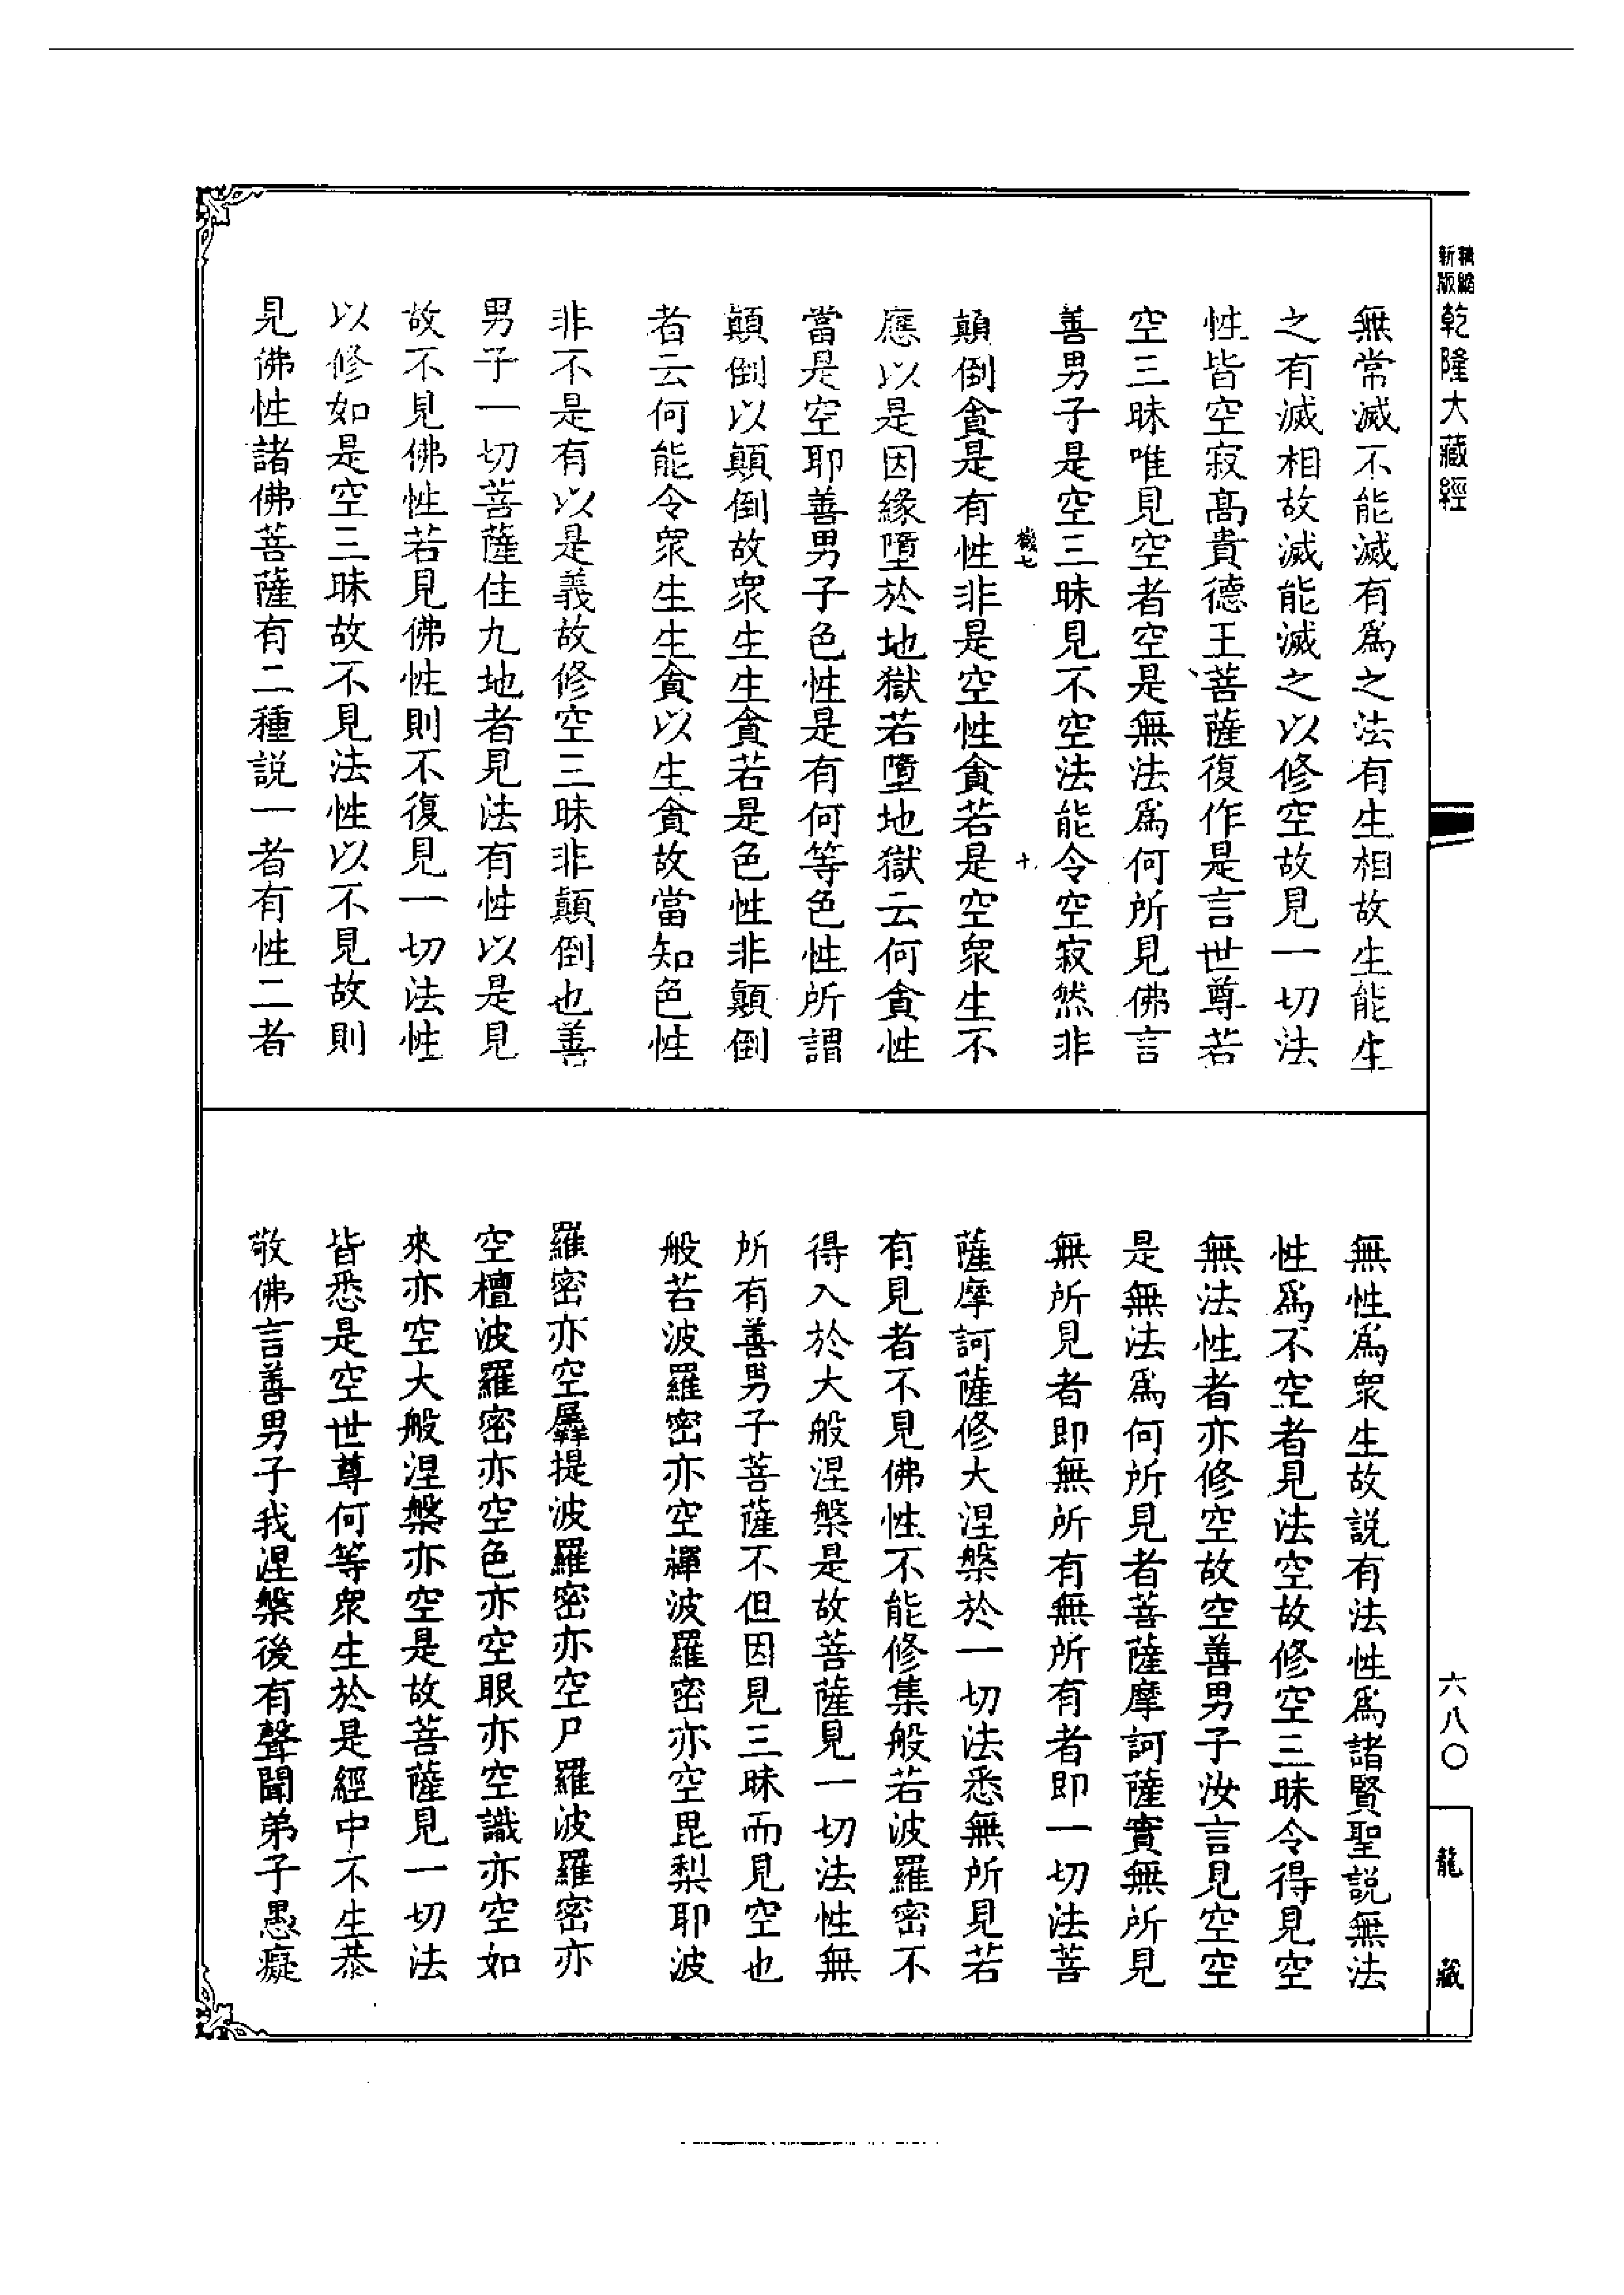 精縮
新版
乾隆大藏經
無常滅不能滅有為之法有生相故生能生
之有滅相故滅能滅之以修空故見一切法
性皆空寂髙貴德王菩薩復作是言世尊若
空三昧唯見空者空是無法為何所見佛言
善男子是空三昧見不空法能令空寂然非
顛倒貪是有性非是空性貪若是空衆生不
應以是因緣墮於地獄若墮地獄云何貪性
當是空耶善男子色性是有何等色性所謂
顛倒以顛倒故衆生生貪若是色性非顛倒
者云何能令衆生生貪以生貪故當知色性
非不是有以是義故修空三昧非顛倒也善
男子一切菩薩住九地者見法有性以是見
故不見佛性若見佛性則不復見一切法性
以修如是空三昧故不見法性以不見故則
見佛性諸佛菩薩有二種説一者有性二者
無性為衆生故説有法性為諸賢聖説無法
性為不空者見法空故修空三昧令得見空
無法性者亦修空故空善男子汝言見空空
是無法為何所見者菩薩摩訶薩實無所見
無所見者即無所有無所有者即一切法菩
薩摩訶薩修大涅槃於一切法悉無所見若
有見者不見佛性不能修集般若波羅密不
得入於大般涅槃是故菩薩見一切法性無
所有善男子菩薩不但因見三昧而見空也
般若波羅密亦空禪波羅密亦空毘梨耶波
羅密亦空羼提波羅密亦空尸羅波羅密亦
空檀波羅密亦空色亦空眼亦空識亦空如
來亦空大般涅槃亦空是故菩薩見一切法
皆悉是空世尊何等衆生於是經中不生恭
敬佛言善男子我涅槃後有聲聞弟子愚癡
七
十
六八〇
龍藏